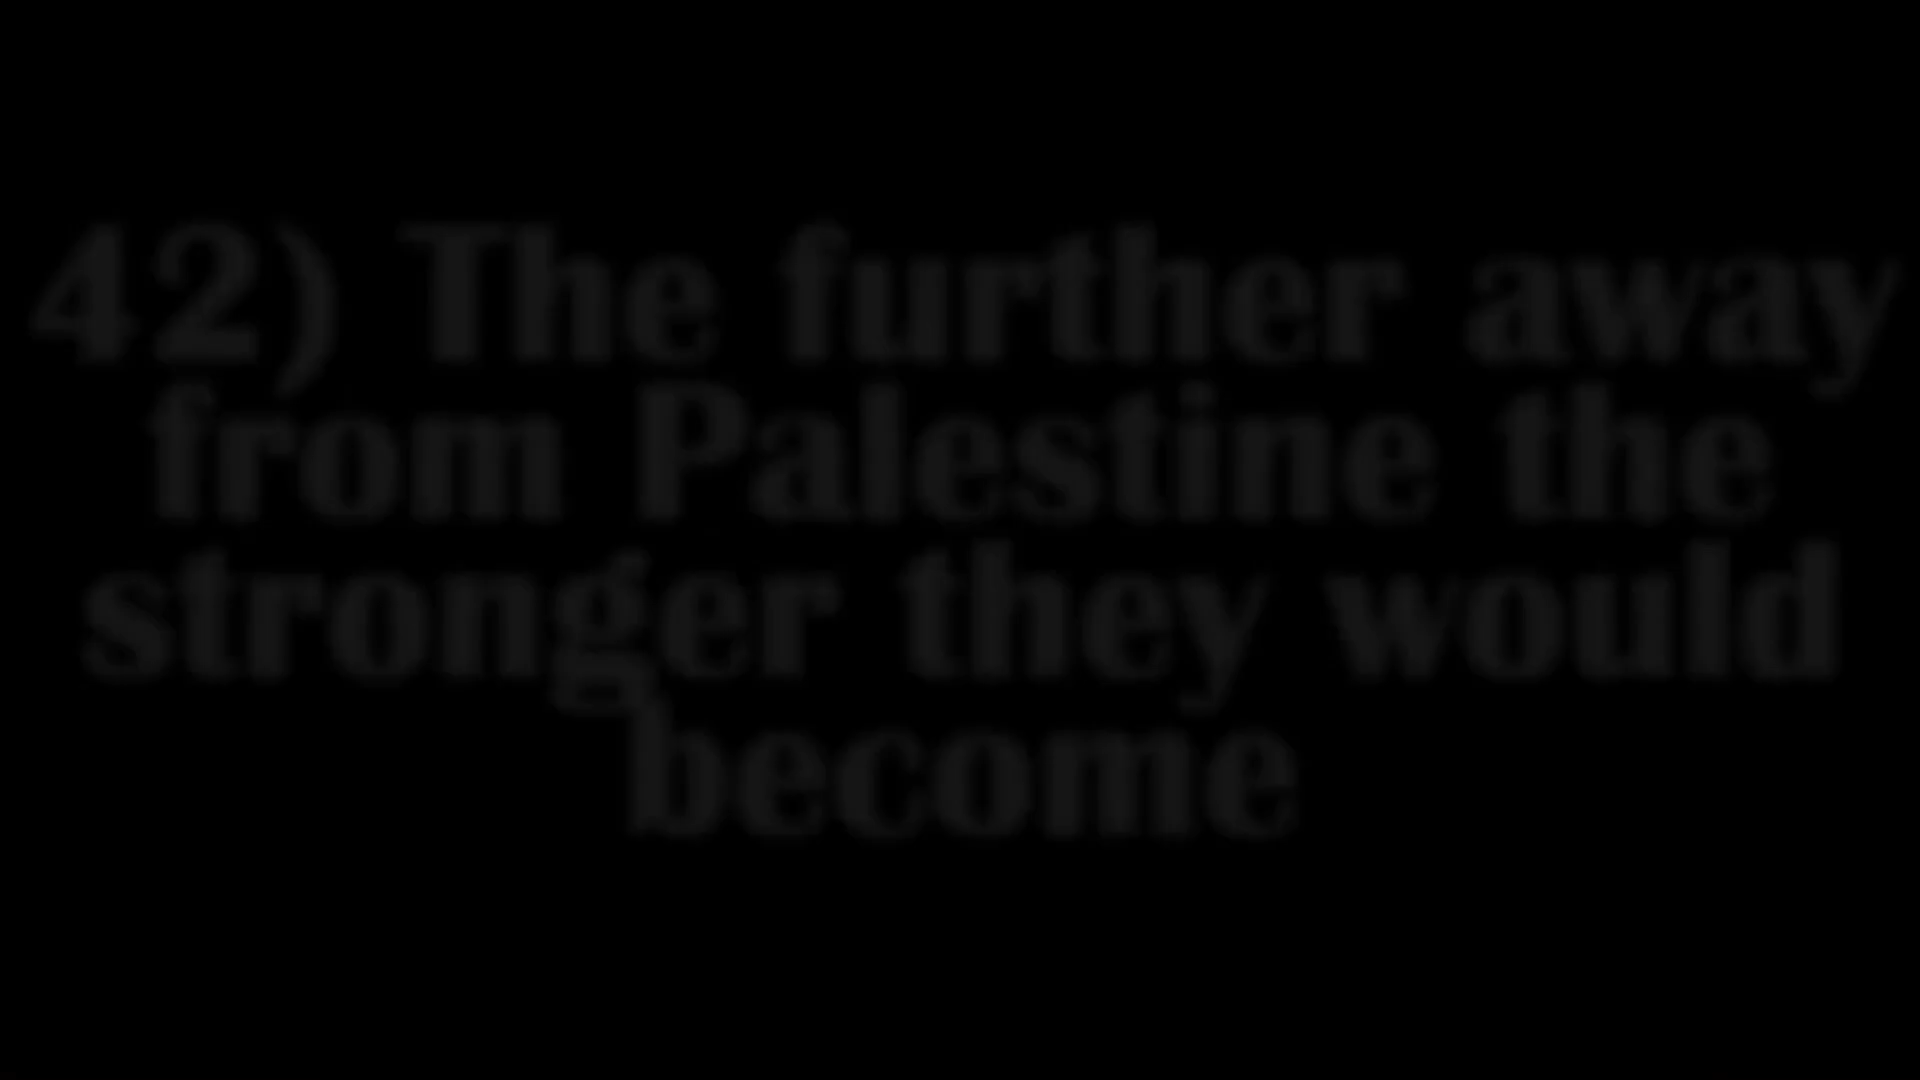 42) The further away
from Palestine the
stronger they would
become